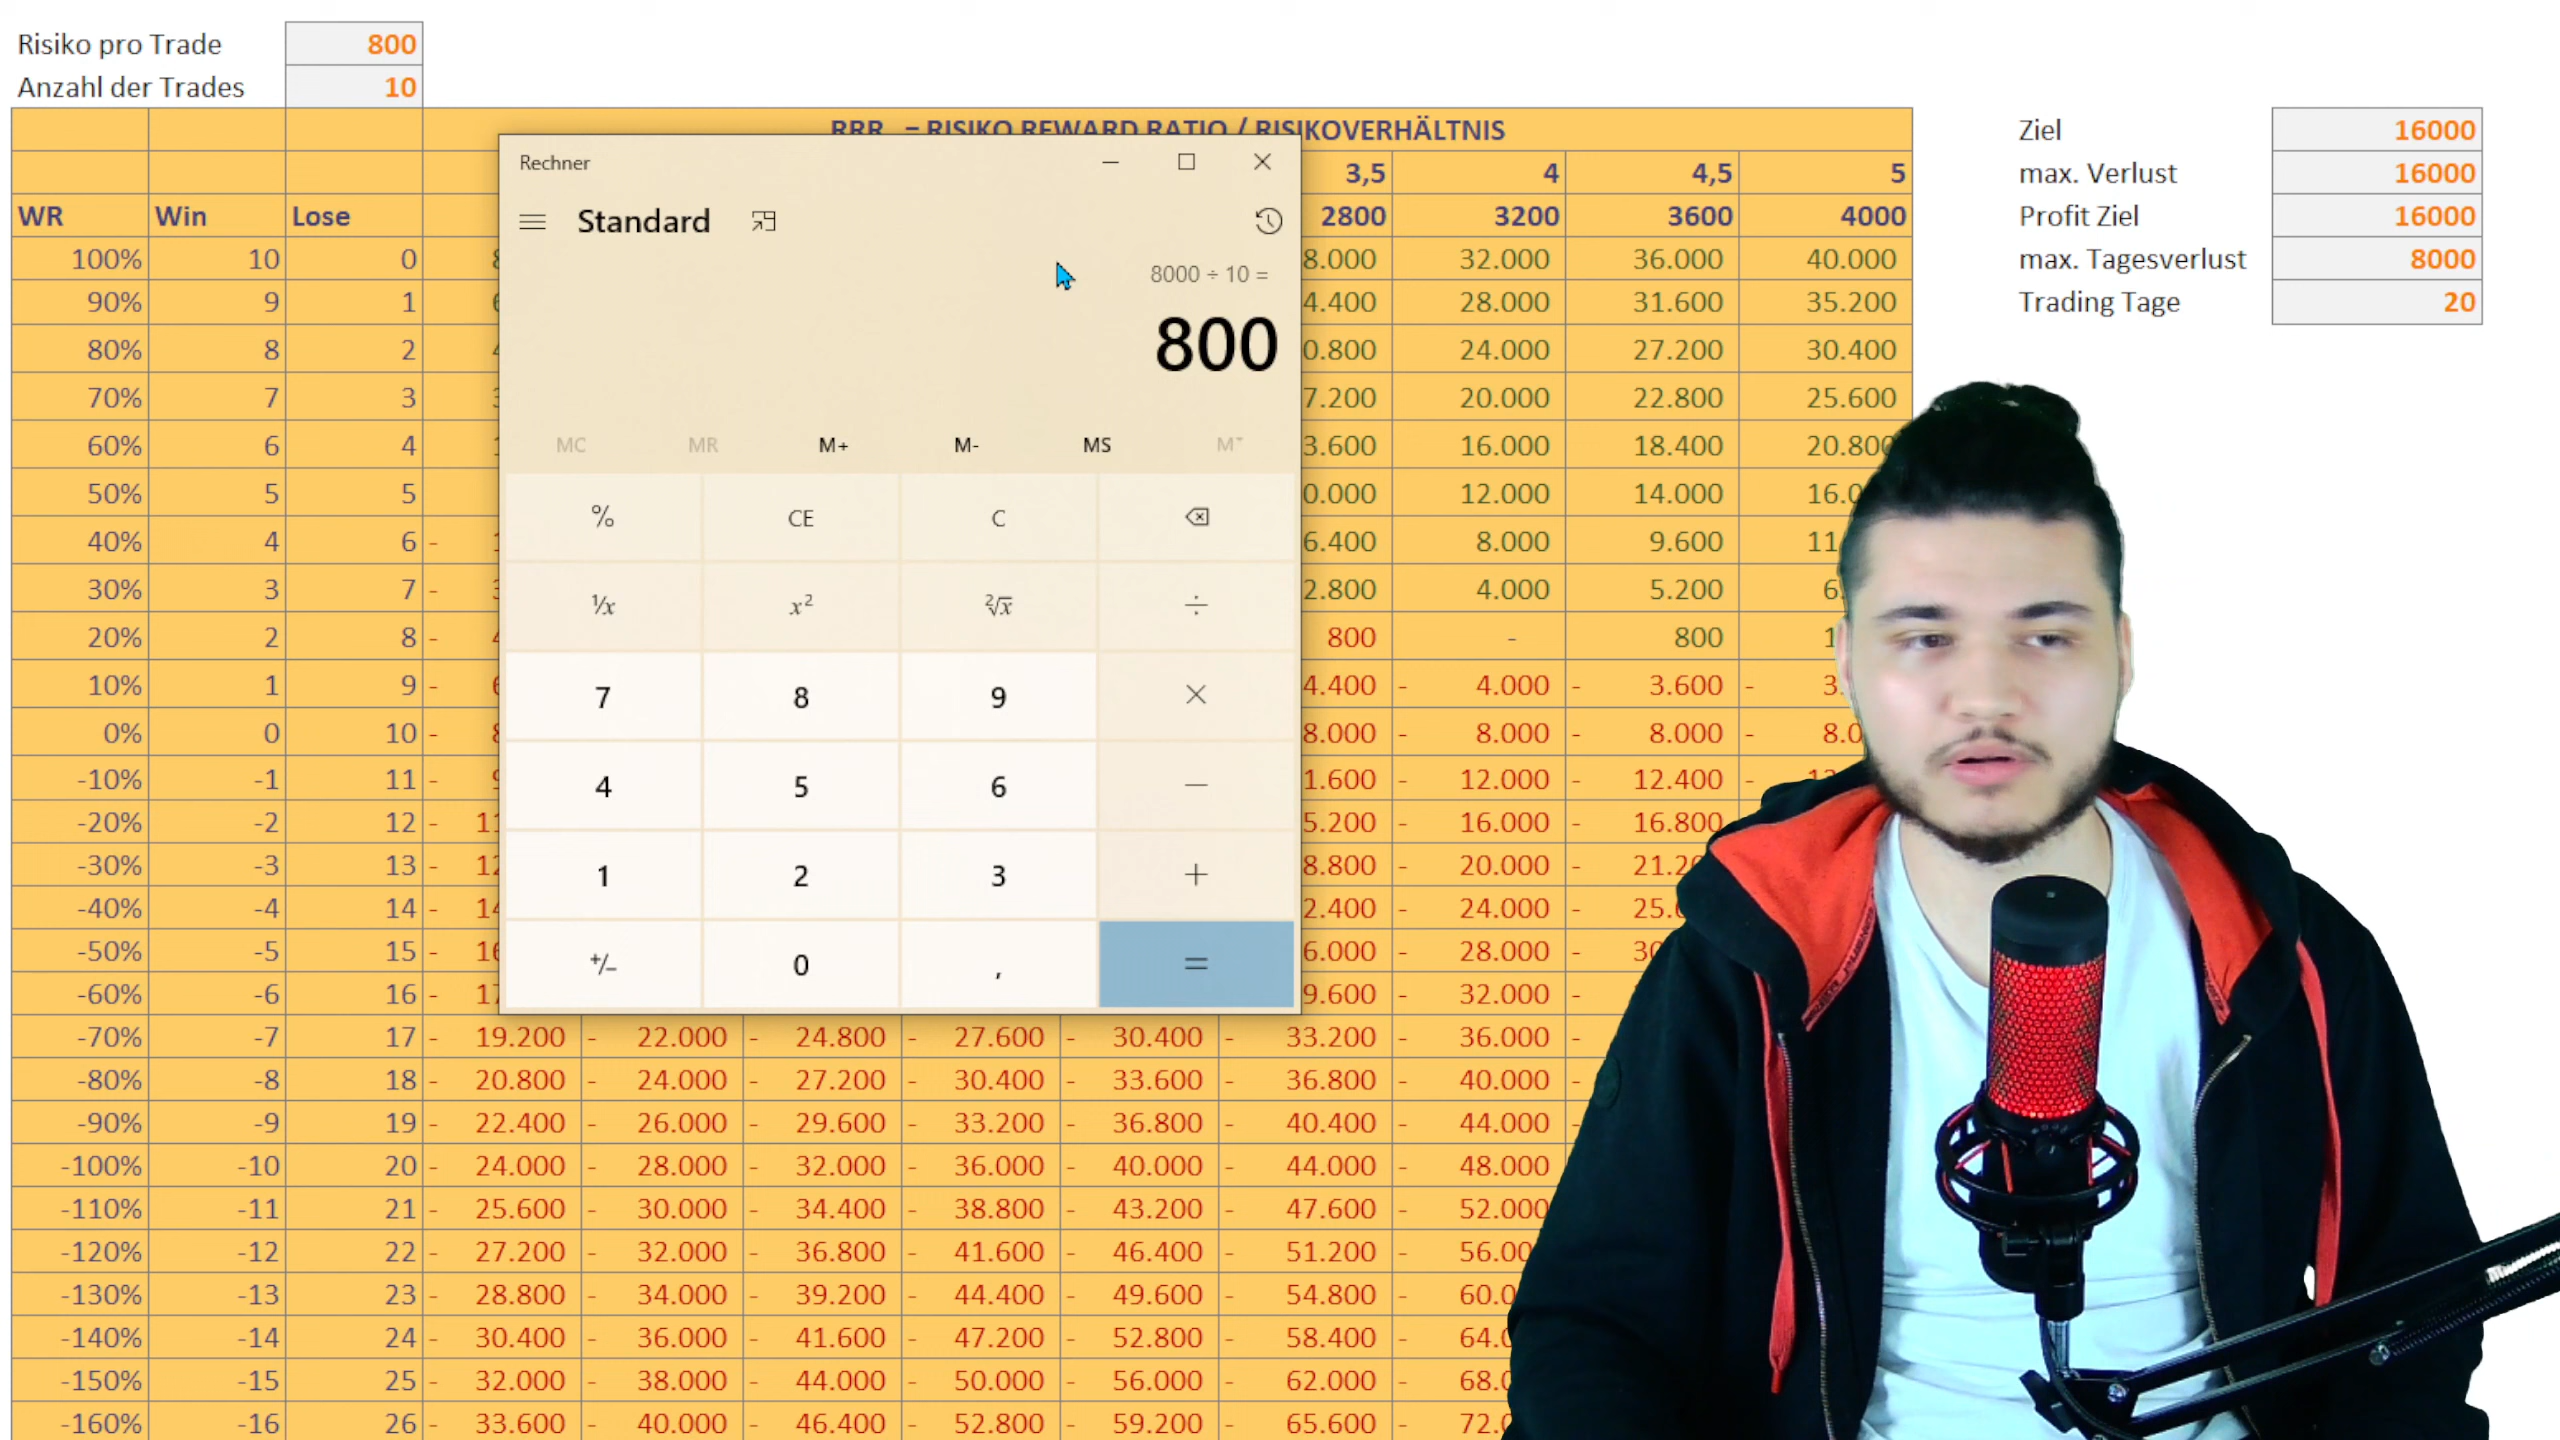 Risiko pro Trade 800
Anzahl der Trades 10
RRR = RISIKO REWARD RATIO / RISIKOVERHÄLTNIS
3,5 4 4,5 5
WR Win Lose 2800 3200 3600 4000
100% 10 0 32.000 36.000 40.000
90% 9 1 28.000 31.600 35.200
80% 8 2 24.000 27.200 30.400
70% 7 3 20.000 22.800 25.600
60% 6 4 16.000 18.400 20.800
50% 5 5 12.000 14.000
40% 4 6 - 8.000 9.600
30% 3 7 - 4.000 5.200
20% 2 8 - 800 - 800
10% 1 9 - - 4.000 - 3.600 -
0% 0 10 - - 8.000 - 8.000 -
-10% -1 11 - - 12.000 - 12.400 -
-20% -2 12 - - 16.000 - 16.800
-30% -3 13 - - 20.000 -
-40% -4 14 - - 24.000 -
-50% -5 15 - - 28.000 -
-60% -6 16 - - 32.000 -
-70% -7 17 - 19.200 - 22.000 - 24.800 - 27.600 - 30.400 - 33.200 - 36.000 -
-80% -8 18 - 20.800 - 24.000 - 27.200 - 30.400 - 33.600 - 36.800 - 40.000 -
-90% -9 19 - 22.400 - 26.000 - 29.600 - 33.200 - 36.800 - 40.400 - 44.000 -
-100% -10 20 - 24.000 - 28.000 - 32.000 - 36.000 - 40.000 - 44.000 - 48.000
-110% -11 21 - 25.600 - 30.000 - 34.400 - 38.800 - 43.200 - 47.600 - 52.000
-120% -12 22 - 27.200 - 32.000 - 36.800 - 41.600 - 46.400 - 51.200 -
-130% -13 23 - 28.800 - 34.000 - 39.200 - 44.400 - 49.600 - 54.800 -
-140% -14 24 - 30.400 - 36.000 - 41.600 - 47.200 - 52.800 - 58.400 -
-150% -15 25 - 32.000 - 38.000 - 44.000 - 50.000 - 56.000 - 62.000 -
-160% -16 26 - 33.600 - 40.000 - 46.400 - 52.800 - 59.200 - 65.600 -
Rechner
Standard
8000 ÷ 10 =
800
MC MR M+ M- MS M˅
% CE C
¹/x x² ²√x ÷
7 8 9 ×
4 5 6 −
1 2 3 +
+/− 0 , =
Ziel 16000
max. Verlust 16000
Profit Ziel 16000
max. Tagesverlust 8000
Trading Tage 20